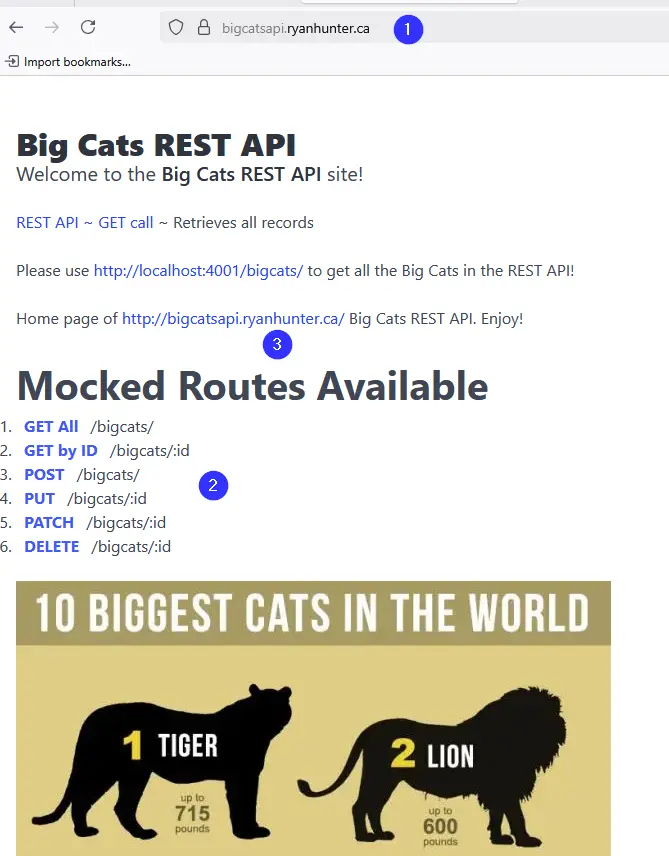 bigcatsapi.ryanhunter.ca 1
Import bookmarks...
Big Cats REST API
Welcome to the Big Cats REST API site!
REST API ~ GET call ~ Retrieves all records
Please use http://localhost:4001/bigcats/ to get all the Big Cats in the REST API!
Home page of http://bigcatsapi.ryanhunter.ca/ Big Cats REST API. Enjoy!
3
Mocked Routes Available
1. GET All /bigcats/
2. GET by ID /bigcats/:id
3. POST /bigcats/
2
4. PUT /bigcats/:id
5. PATCH /bigcats/:id
6. DELETE /bigcats/:id
10 BIGGEST CATS IN THE WORLD
1 TIGER
up to
715
pounds
2 LION
up to
600
pounds